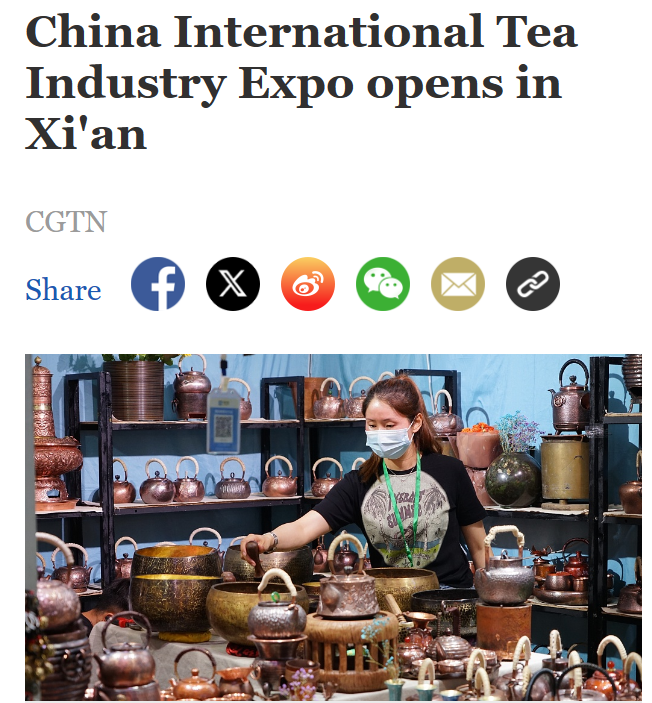 China International Tea
Industry Expo opens in
Xi'an
CGTN
Share